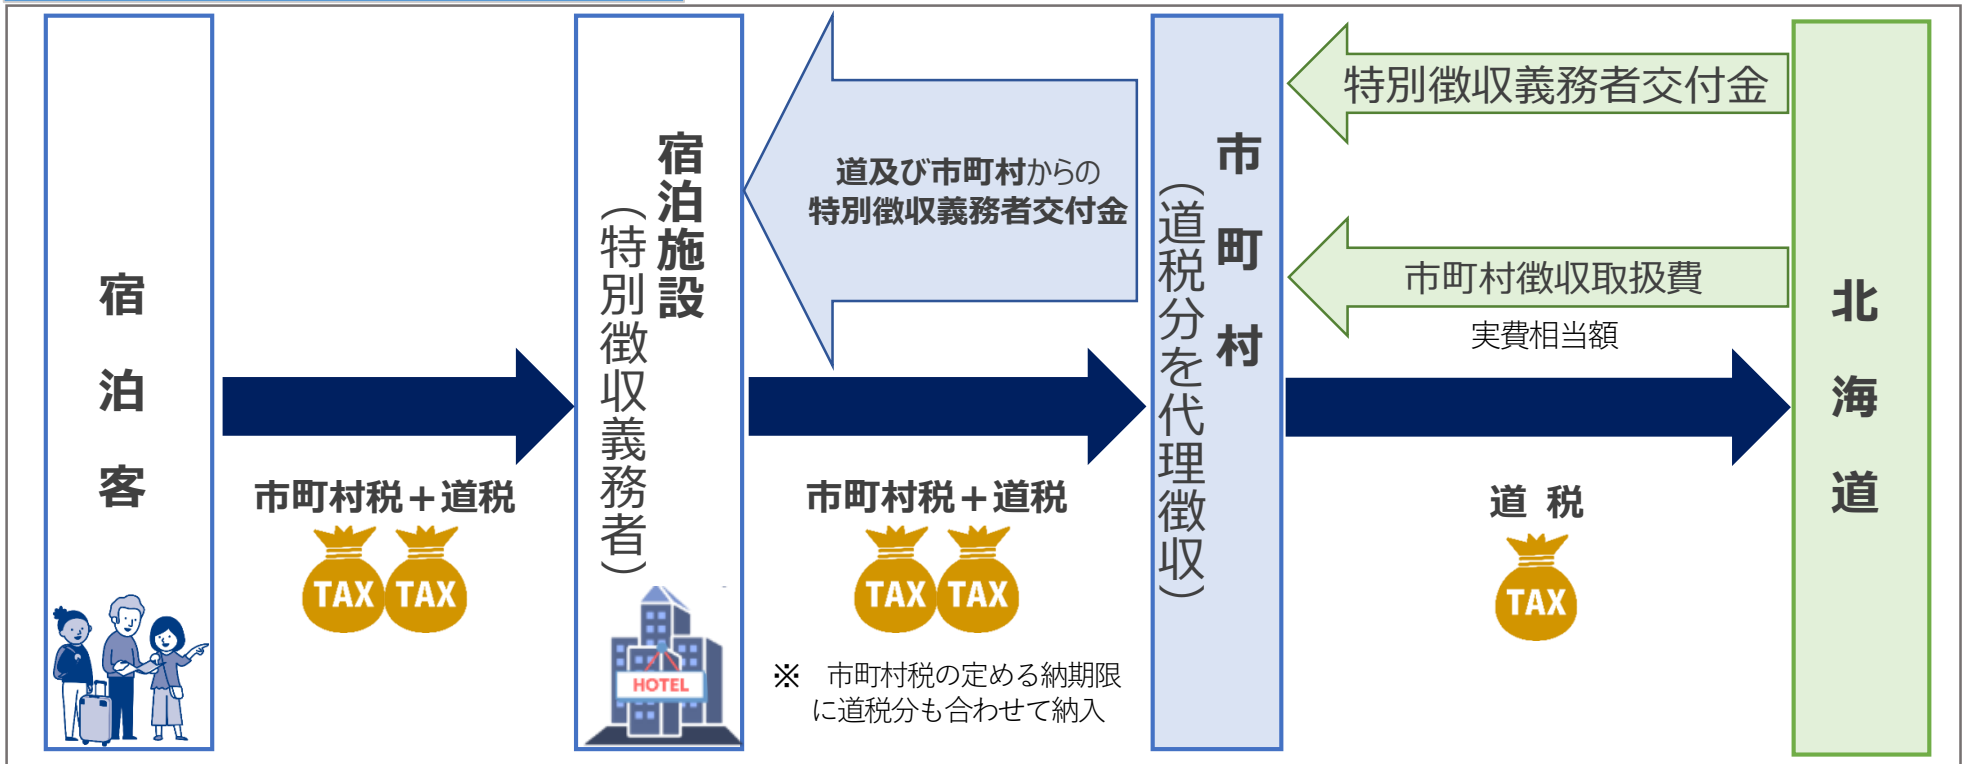 宿泊客
市町村税＋道税
TAX TAX
宿泊施設
（特別徴収義務者）
HOTEL
道及び市町村からの
特別徴収義務者交付金
市町村税＋道税
TAX TAX
※　市町村税の定める納期限
に道税分も合わせて納入
市町村
（道税分を代理徴収）
特別徴収義務者交付金
市町村徴収取扱費
実費相当額
道 税
TAX
北海道